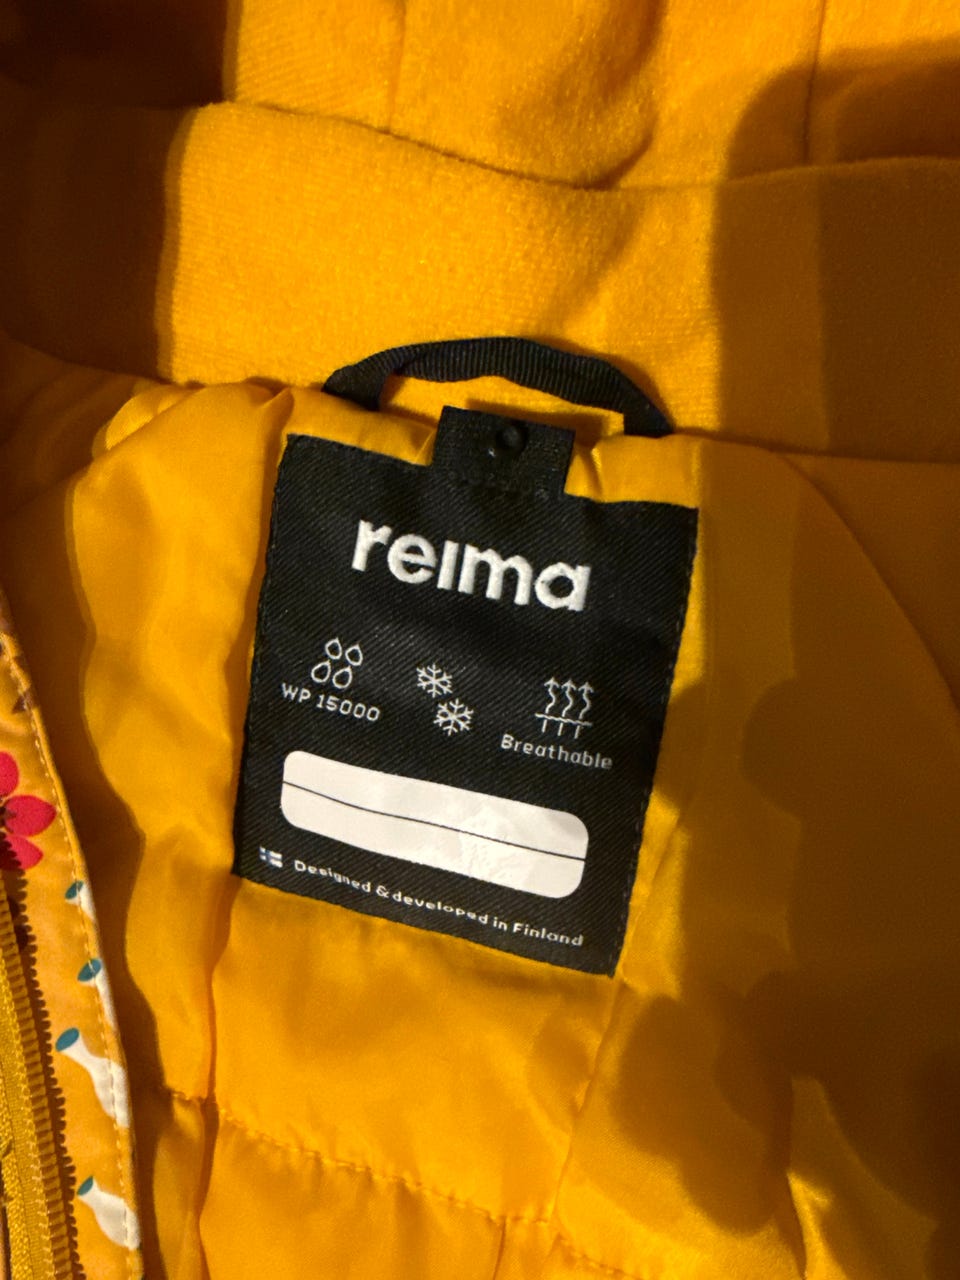 reima
WP 15000
Breathable
Designed & developed in Finland